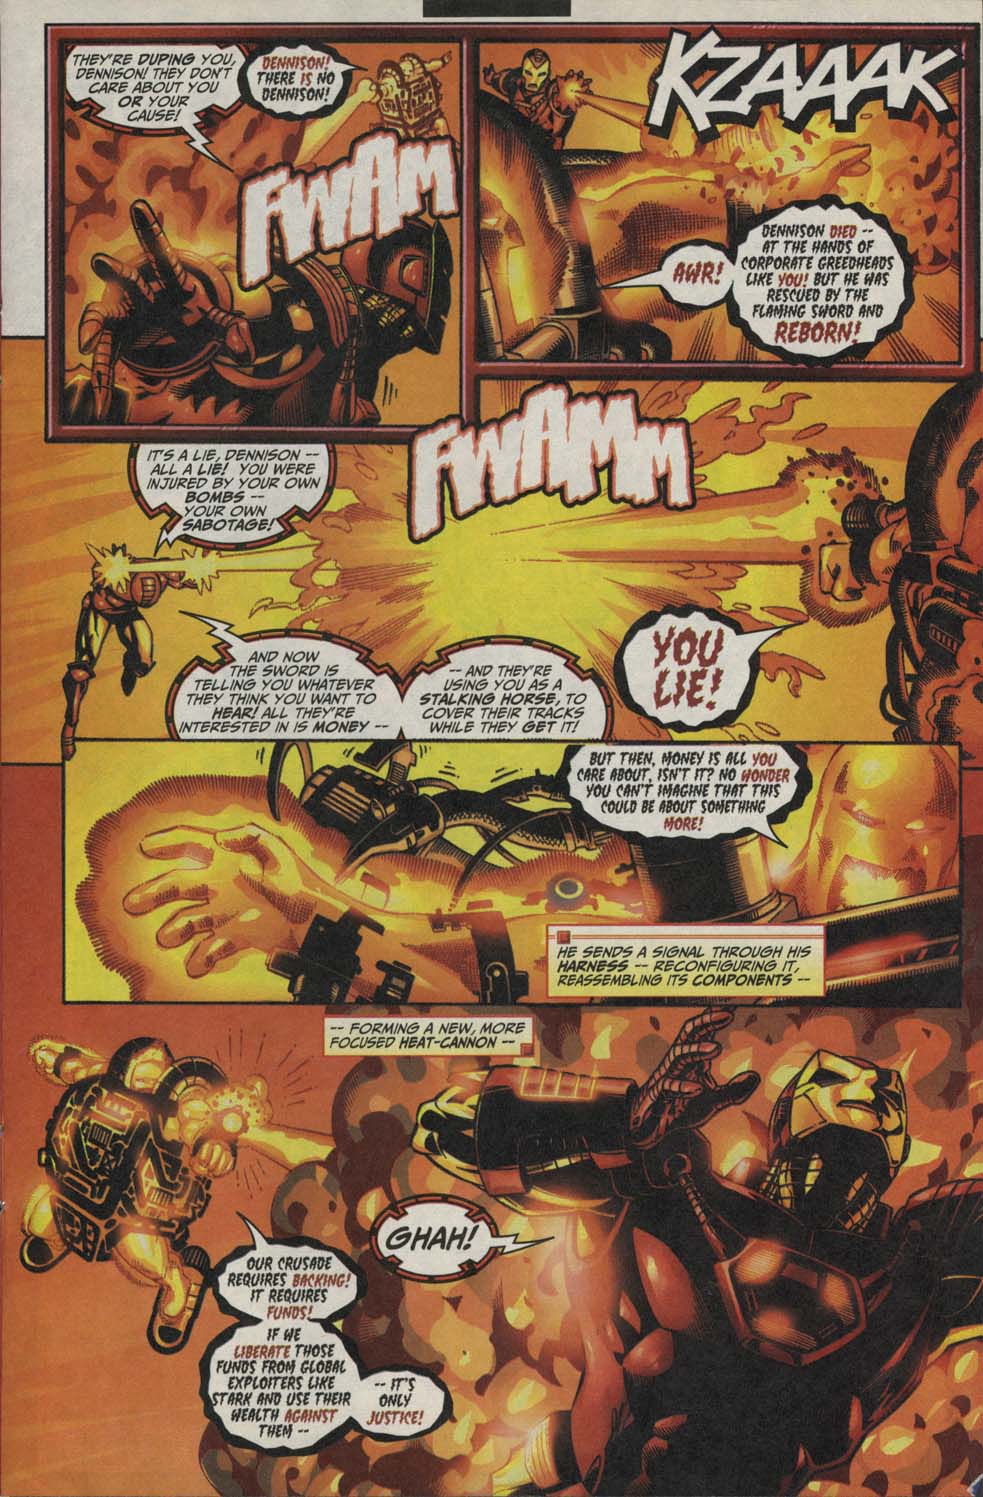 THEY'RE DUPING YOU,
DENNISON! THEY DON'T
CARE ABOUT YOU
OR YOUR
CAUSE!
DENNISON!
THERE IS NO
DENNISON!
FWAM
KZAAAK
AWR!
DENNISON DIED --
AT THE HANDS OF
CORPORATE GREEDHEADS
LIKE YOU! BUT HE WAS
RESCUED BY THE
FLAMING SWORD AND
REBORN!
IT'S A LIE, DENNISON --
ALL A LIE! YOU WERE
INJURED BY YOUR OWN
BOMBS --
YOUR OWN
SABOTAGE!
FWAMM
AND NOW
THE SWORD IS
TELLING YOU WHATEVER
THEY THINK YOU WANT TO
HEAR! ALL THEY'RE
INTERESTED IN IS MONEY --
-- AND THEY'RE
USING YOU AS A
STALKING HORSE, TO
COVER THEIR TRACKS
WHILE THEY GET IT!
YOU
LIE!
BUT THEN, MONEY IS ALL YOU
CARE ABOUT, ISN'T IT? NO WONDER
YOU CAN'T IMAGINE THAT THIS
COULD BE ABOUT SOMETHING
MORE!
HE SENDS A SIGNAL THROUGH HIS
HARNESS -- RECONFIGURING IT,
REASSEMBLING ITS COMPONENTS --
-- FORMING A NEW, MORE
FOCUSED HEAT-CANNON --
GHAH!
OUR CRUSADE
REQUIRES BACKING!
IT REQUIRES
FUNDS!
IF WE
LIBERATE THOSE
FUNDS FROM GLOBAL
EXPLOITERS LIKE
STARK AND USE THEIR
WEALTH AGAINST
THEM --
-- IT'S
ONLY
JUSTICE!